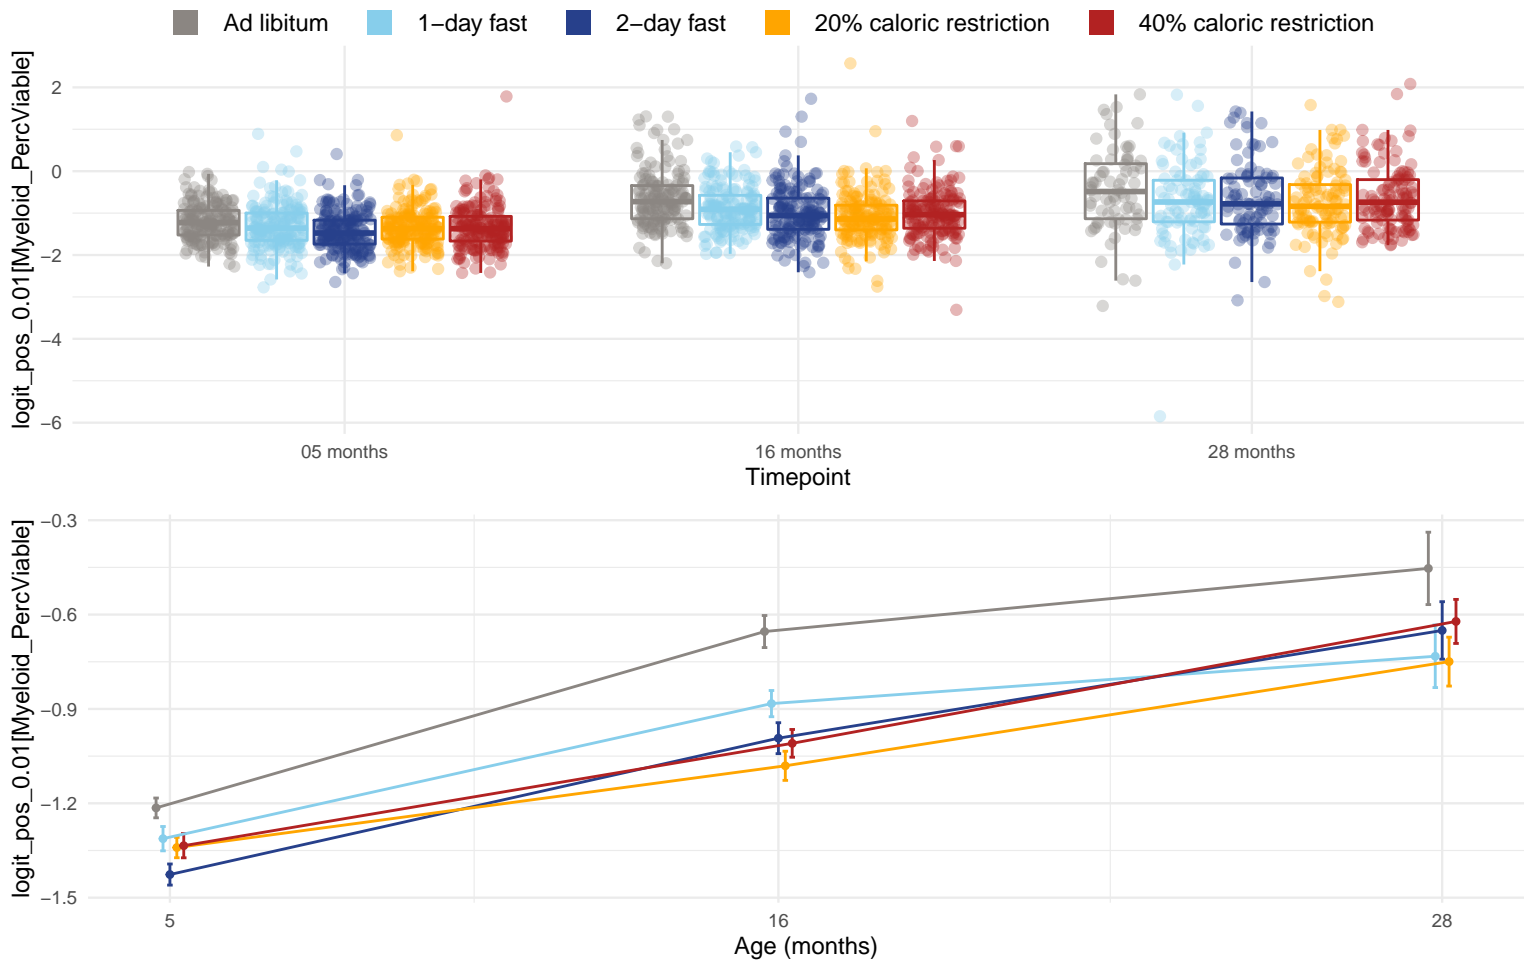 Ad libitum 1−day fast 2−day fast 20% caloric restriction 40% caloric restriction
logit_pos_0.01[Myeloid_PercViable]
2
0
−2
−4
−6
05 months 16 months 28 months
Timepoint
logit_pos_0.01[Myeloid_PercViable]
−0.3
−0.6
−0.9
−1.2
−1.5
5 16 28
Age (months)